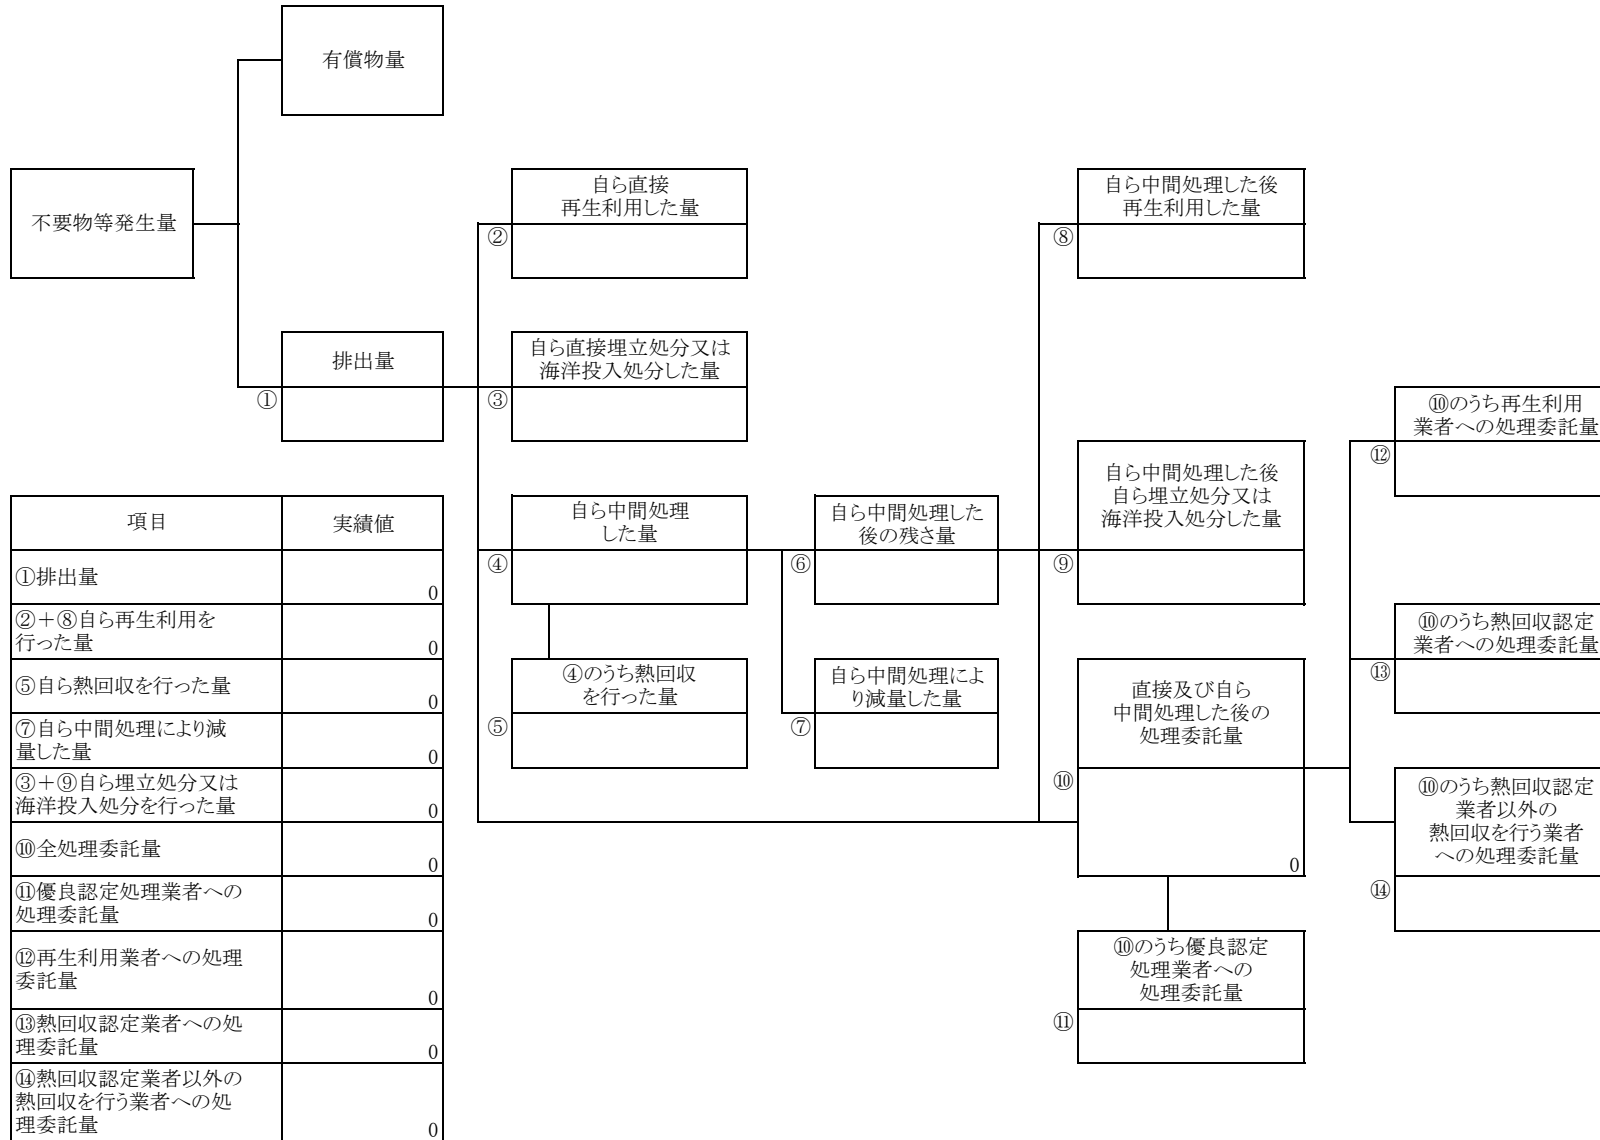 有償物量
不要物等発生量
自ら直接
再生利用した量
②
自ら中間処理した後
再生利用した量
⑧
排出量
①
自ら直接埋立処分又は
海洋投入処分した量
③
⑩のうち再生利用
業者への処理委託量
⑫
自ら中間処理した後
自ら埋立処分又は
海洋投入処分した量
⑨
自ら中間処理
した量
④
自ら中間処理した
後の残さ量
⑥
⑩のうち熱回収認定
業者への処理委託量
⑬
④のうち熱回収
を行った量
⑤
自ら中間処理によ
り減量した量
⑦
直接及び自ら
中間処理した後の
処理委託量
⑩
0
⑩のうち熱回収認定
業者以外の
熱回収を行う業者
への処理委託量
⑭
⑩のうち優良認定
処理業者への
処理委託量
⑪
項目 実績値
①排出量
0
②+⑧自ら再生利用を
行った量
0
⑤自ら熱回収を行った量
0
⑦自ら中間処理により減
量した量
0
③+⑨自ら埋立処分又は
海洋投入処分を行った量
0
⑩全処理委託量
0
⑪優良認定処理業者への
処理委託量
0
⑫再生利用業者への処理
委託量
0
⑬熱回収認定業者への処
理委託量
0
⑭熱回収認定業者以外の
熱回収を行う業者への処
理委託量
0